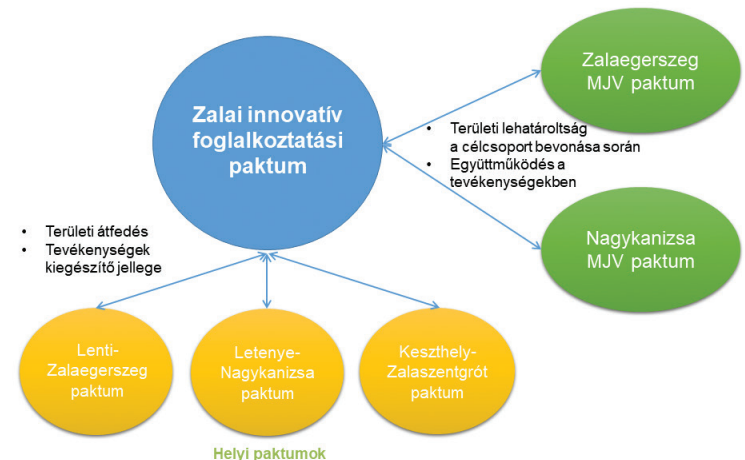 Zalai innovatív
foglalkoztatási
paktum
Zalaegerszeg
MJV paktum
• Területi lehatároltság
a célcsoport bevonása során
• Együttműködés a
tevékenységekben
Nagykanizsa
MJV paktum
• Területi átfedés
• Tevékenységek
kiegészítő jellege
Lenti-
Zalaegerszeg
paktum
Letenye-
Nagykanizsa
paktum
Keszthely-
Zalaszentgrót
paktum
Helyi paktumok